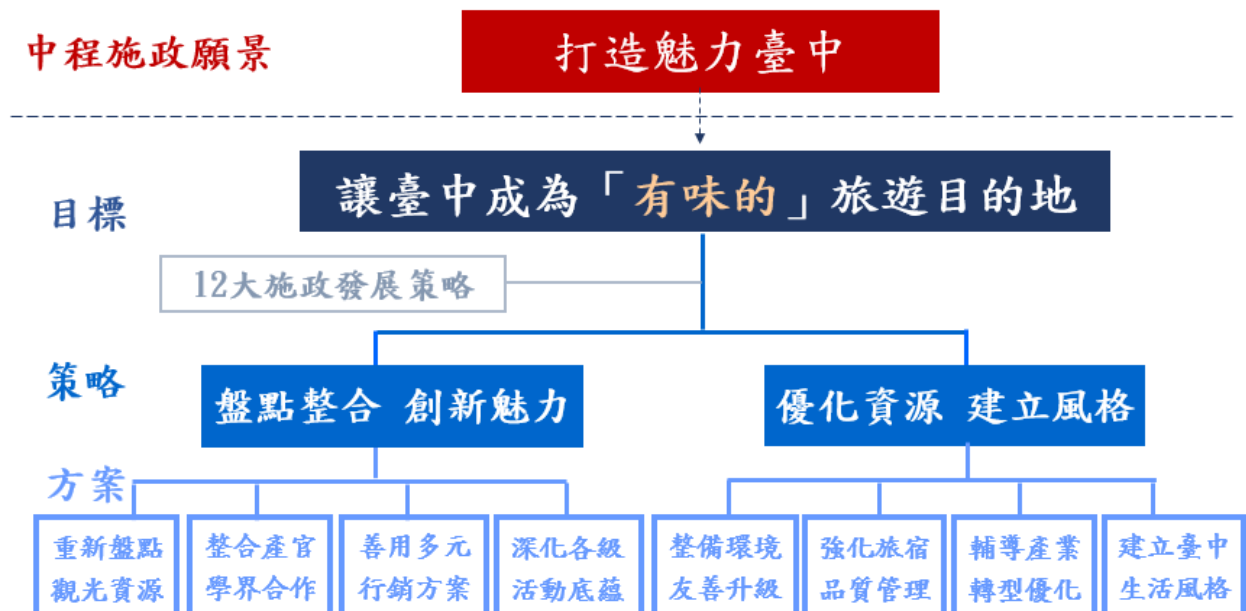 中程施政願景
打造魅力臺中
目標
讓臺中成為「有味的」旅遊目的地
12大施政發展策略
策略
盤點整合 創新魅力
優化資源 建立風格
方案
重新盤點
觀光資源
整合產官
學界合作
善用多元
行銷方案
深化各級
活動底蘊
整備環境
友善升級
強化旅宿
品質管理
輔導產業
轉型優化
建立臺中
生活風格